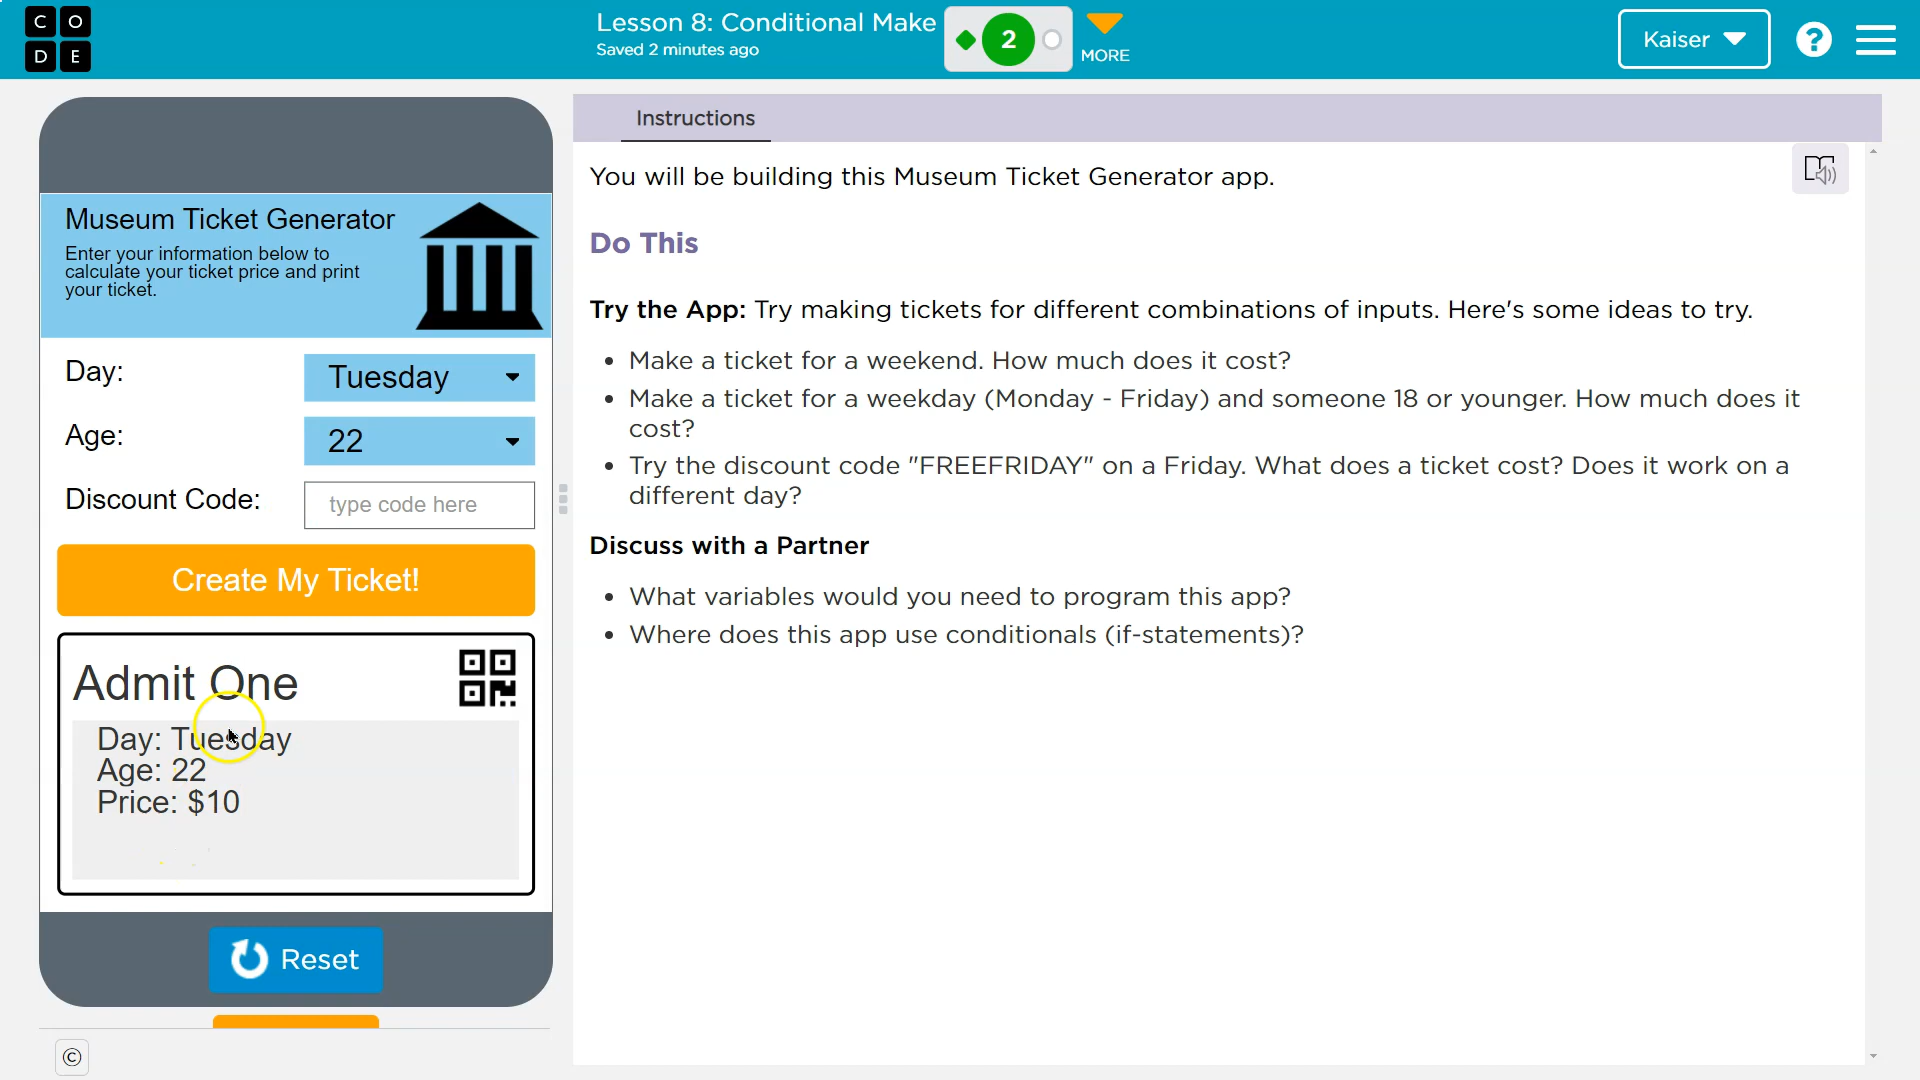 C O
D E
Lesson 8: Conditional Make
Saved 2 minutes ago
2
MORE
Kaiser
?
Museum Ticket Generator
Enter your information below to
calculate your ticket price and print
your ticket.
Day:
Tuesday
Age:
22
Discount Code:
type code here
Create My Ticket!
Admit One
Day: Tuesday
Age: 22
Price: $10
Reset
©
Instructions
You will be building this Museum Ticket Generator app.
Do This
Try the App: Try making tickets for different combinations of inputs. Here's some ideas to try.
• Make a ticket for a weekend. How much does it cost?
• Make a ticket for a weekday (Monday - Friday) and someone 18 or younger. How much does it
cost?
• Try the discount code "FREEFRIDAY" on a Friday. What does a ticket cost? Does it work on a
different day?
Discuss with a Partner
• What variables would you need to program this app?
• Where does this app use conditionals (if-statements)?